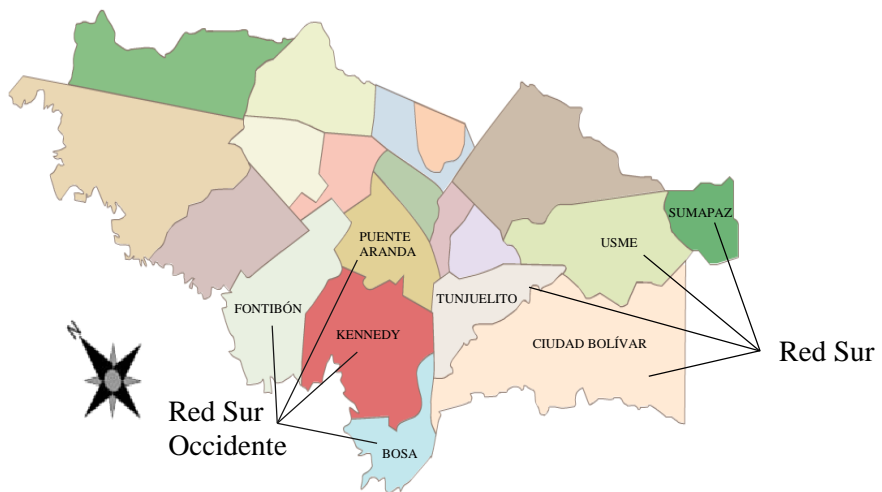 SUMAPAZ
PUENTE
ARANDA
USME
TUNJUELITO
FONTIBÓN
KENNEDY
CIUDAD BOLÍVAR
Red Sur
N
Red Sur
Occidente
BOSA